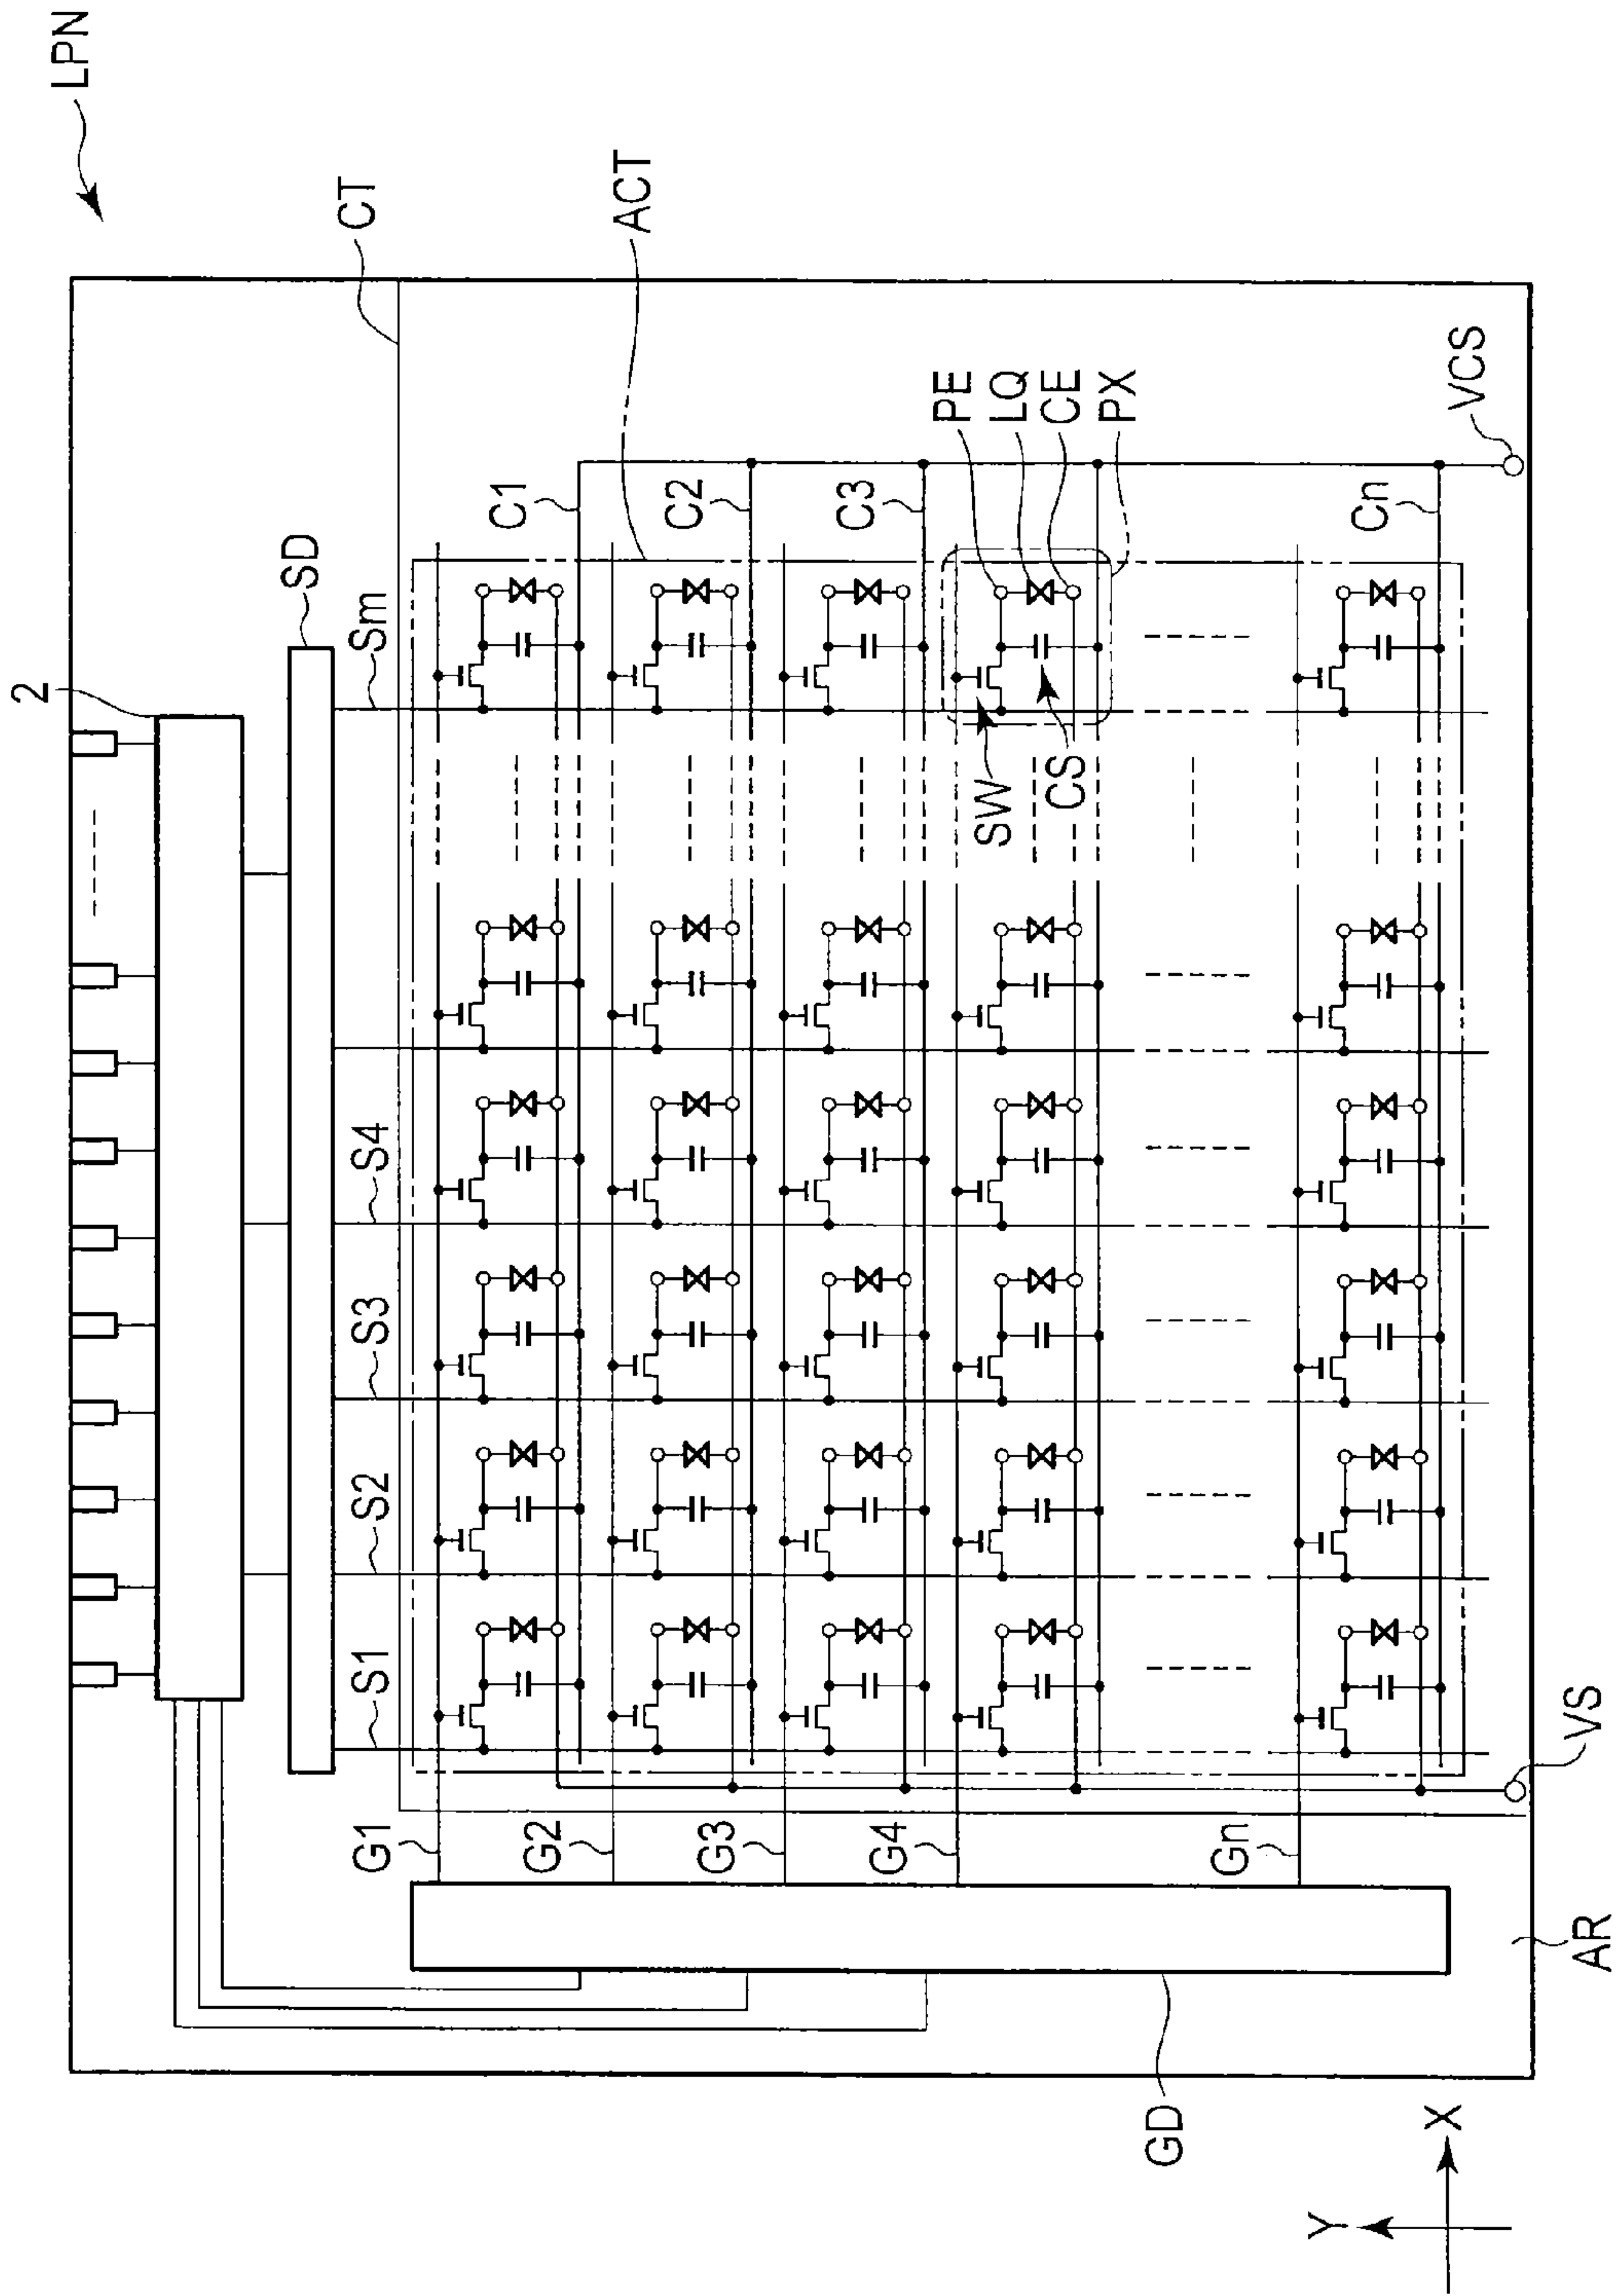 LPN
CT
ACT
2
SD
Sm
S4
S3
S2
S1
C1
C2
C3
Cn
PE
LQ
CE
PX
VCS
SW
CS
G1
G2
G3
G4
Gn
VS
AR
GD
Y
X